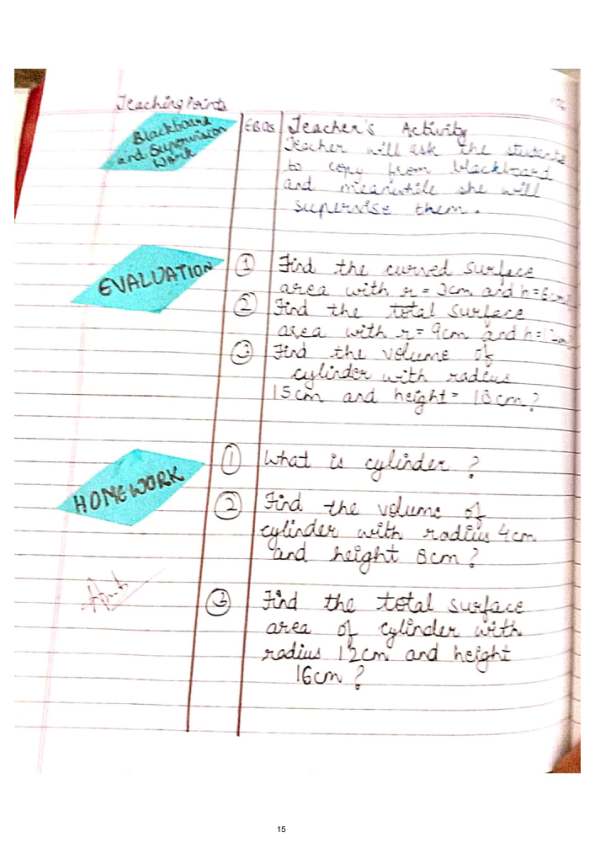 Teaching Points
Blackboard
and Supervision
Work
EBOs
Teacher's Activity
Teacher will ask the students
to copy from blackboard
and meanwhile she will
supervise them.
EVALUATION
① Find the curved surface
area with r = 3cm and h =
② Find the total surface
area with r = 9cm and h =
③ Find the volume of
cylinder with radius
15cm and height = 18cm?
HOMEWORK
① What is cylinder ?
② Find the volume of
cylinder with radius 4cm
and height 8cm ?
③ Find the total surface
area of cylinder with
radius 12cm and height
16cm ?
15